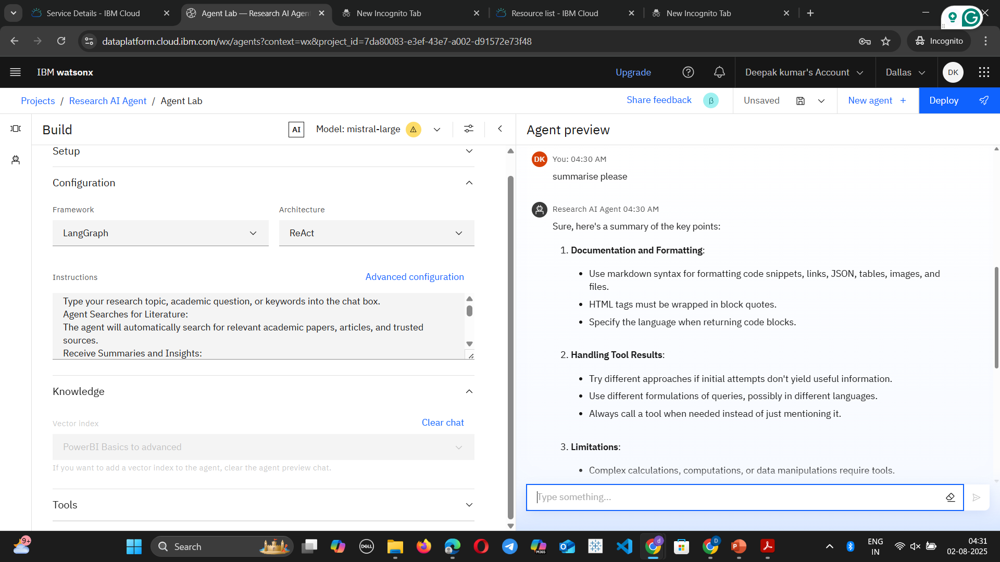 Service Details - IBM Cloud
Agent Lab — Research AI Agen
New Incognito Tab
Resource list - IBM Cloud
New Incognito Tab
dataplatform.cloud.ibm.com/wx/agents?context=wx&project_id=7da80083-e3ef-43e7-a002-d91572e73f48
Incognito
IBM watsonx
Upgrade
Deepak kumar's Account
Dallas
DK
Projects / Research AI Agent / Agent Lab
Share feedback
β
Unsaved
New agent +
Deploy
Build
AI
Model: mistral-large
Agent preview
Setup
Configuration
Framework
Architecture
LangGraph
ReAct
Instructions
Advanced configuration
Type your research topic, academic question, or keywords into the chat box.
Agent Searches for Literature:
The agent will automatically search for relevant academic papers, articles, and trusted
sources.
Receive Summaries and Insights:
Knowledge
Vector index
Clear chat
PowerBI Basics to advanced
If you want to add a vector index to the agent, clear the agent preview chat.
Tools
DK
You: 04:30 AM
summarise please
Research AI Agent 04:30 AM
Sure, here's a summary of the key points:
1. Documentation and Formatting:
• Use markdown syntax for formatting code snippets, links, JSON, tables, images, and
files.
• HTML tags must be wrapped in block quotes.
• Specify the language when returning code blocks.
2. Handling Tool Results:
• Try different approaches if initial attempts don't yield useful information.
• Use different formulations of queries, possibly in different languages.
• Always call a tool when needed instead of just mentioning it.
3. Limitations:
• Complex calculations, computations, or data manipulations require tools.
Type something...
9+
Search
DELL
M365
d
D
P
ENG
IN
04:31
02-08-2025